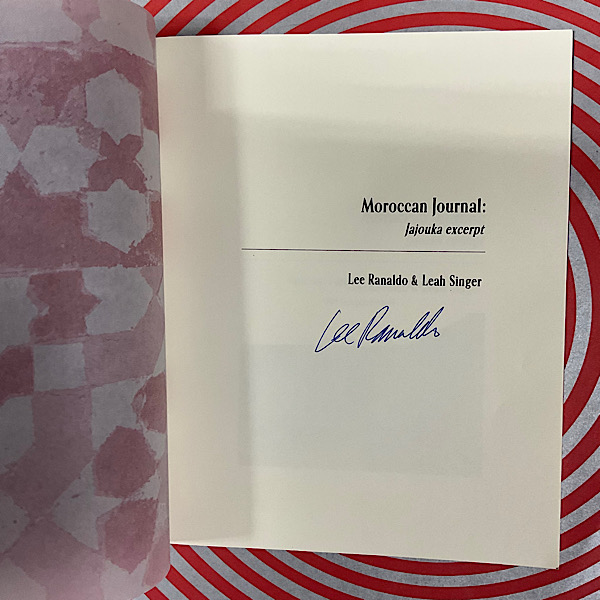 Moroccan Journal:
Jajouka excerpt
Lee Ranaldo & Leah Singer
Lee Ranaldo